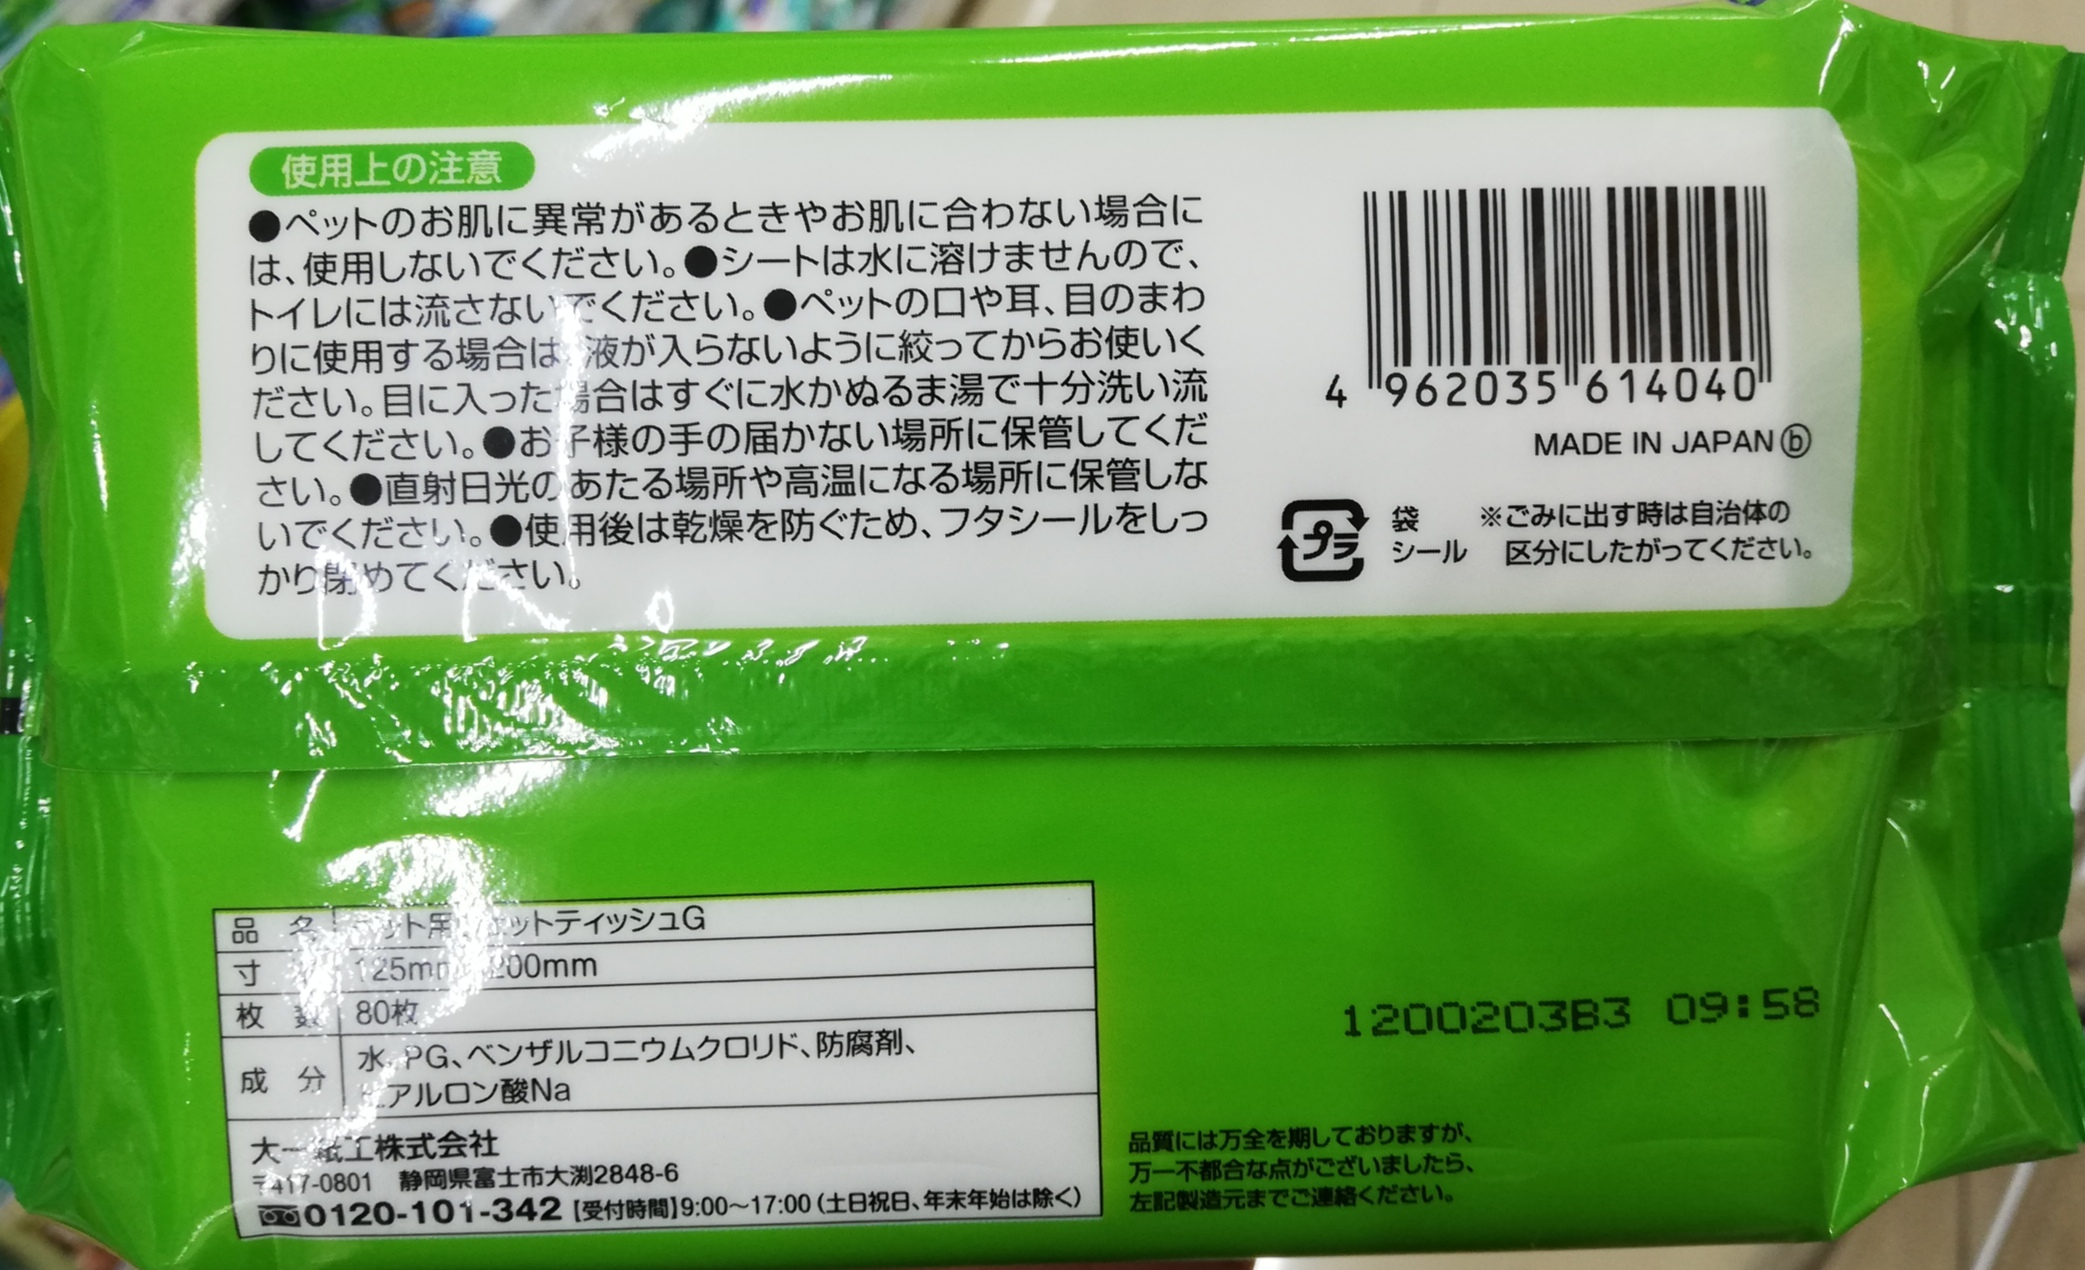 使用上の注意
●ペットのお肌に異常があるときやお肌に合わない場合に
は、使用しないでください。●シートは水に溶けませんので、
トイレには流さないでください。●ペットの口や耳、目のまわ
りに使用する場合は 液が入らないように絞ってからお使いく
ださい。目に入った場合はすぐに水かぬるま湯で十分洗い流
してください。●お子様の手の届かない場所に保管してくだ
さい。●直射日光のあたる場所や高温になる場所に保管しな
いでください。●使用後は乾燥を防ぐため、フタシールをしっ
かり閉めてください。
4 962035 614040
MADE IN JAPAN ⓑ
プラ
袋
シール
※ごみに出す時は自治体の
区分にしたがってください。
品名 ペット用ウェットティッシュG
寸 125mm 200mm
枚数 80枚
成分 水、PG、ベンザルコニウムクロリド、防腐剤、
ヒアルロン酸Na
大一紙工株式会社
〒417-0801 静岡県富士市大渕2848-6
0120-101-342【受付時間】9:00〜17:00（土日祝日、年末年始は除く）
1200203B3 09:58
品質には万全を期しておりますが、
万一不都合な点がございましたら、
左記製造元までご連絡ください。